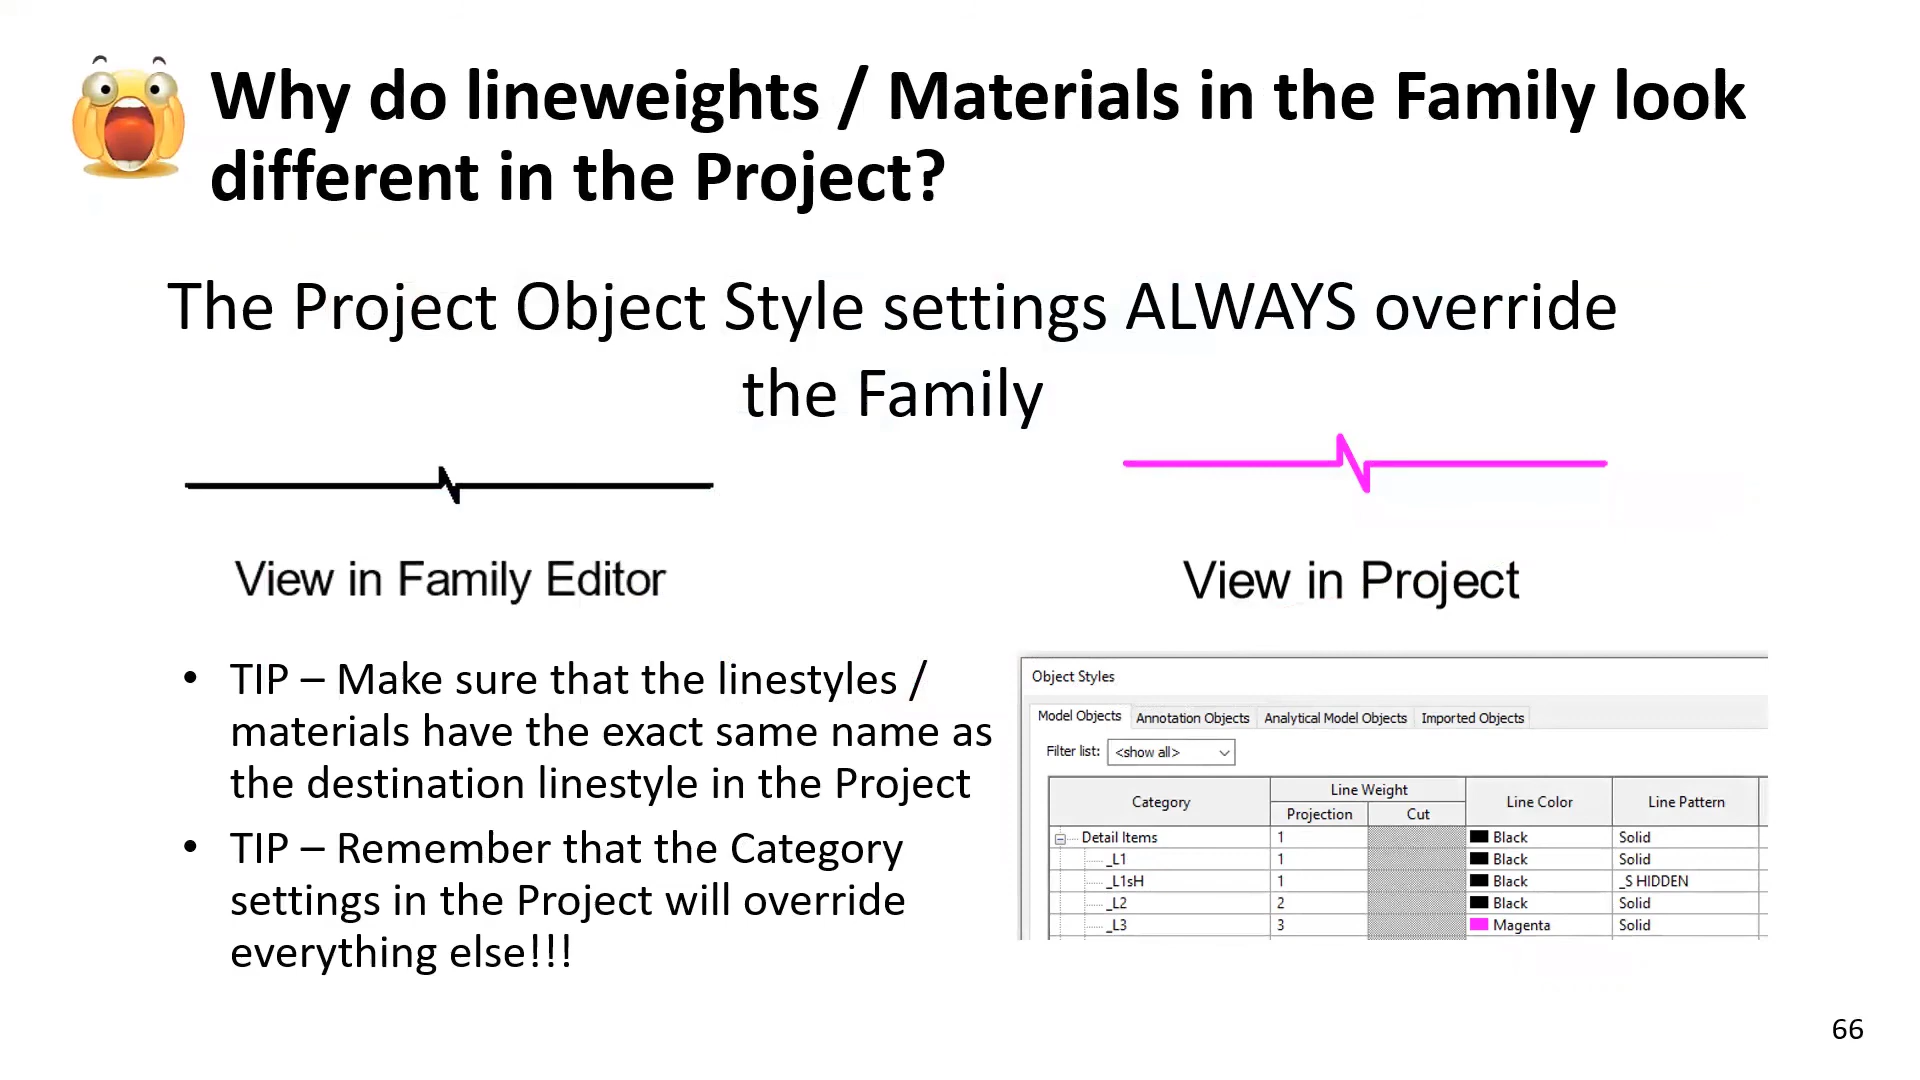 Why do lineweights / Materials in the Family look
different in the Project?
The Project Object Style settings ALWAYS override
the Family
View in Family Editor
View in Project
• TIP – Make sure that the linestyles /
materials have the exact same name as
the destination linestyle in the Project
• TIP – Remember that the Category
settings in the Project will override
everything else!!!
Object Styles
Model Objects Annotation Objects Analytical Model Objects Imported Objects
Filter list: <show all>
Category Line Weight Line Color Line Pattern
Projection Cut
Detail Items 1 Black Solid
_L1 1 Black Solid
_L1sH 1 Black _S HIDDEN
_L2 2 Black Solid
_L3 3 Magenta Solid
66